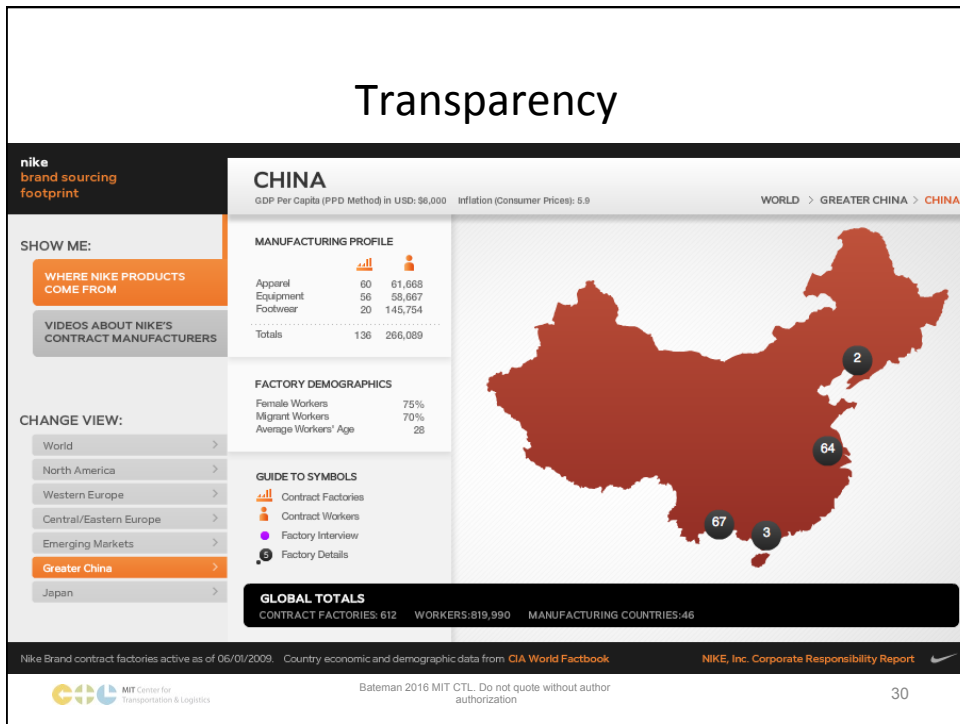 Transparency
nike
brand sourcing
footprint
CHINA
GDP Per Capita (PPD Method) in USD: $6,000 Inflation (Consumer Prices): 5.9
WORLD > GREATER CHINA > CHINA
SHOW ME:
WHERE NIKE PRODUCTS
COME FROM
VIDEOS ABOUT NIKE'S
CONTRACT MANUFACTURERS
CHANGE VIEW:
World >
North America >
Western Europe >
Central/Eastern Europe >
Emerging Markets >
Greater China >
Japan >
MANUFACTURING PROFILE
Apparel 60 61,668
Equipment 56 58,667
Footwear 20 145,754
Totals 136 266,089
FACTORY DEMOGRAPHICS
Female Workers 75%
Migrant Workers 70%
Average Workers' Age 28
GUIDE TO SYMBOLS
Contract Factories
Contract Workers
Factory Interview
5 Factory Details
2
64
67
3
GLOBAL TOTALS
CONTRACT FACTORIES: 612 WORKERS:819,990 MANUFACTURING COUNTRIES:46
Nike Brand contract factories active as of 06/01/2009. Country economic and demographic data from CIA World Factbook
NIKE, Inc. Corporate Responsibility Report
MIT Center for
Transportation & Logistics
Bateman 2016 MIT CTL. Do not quote without author
authorization
30